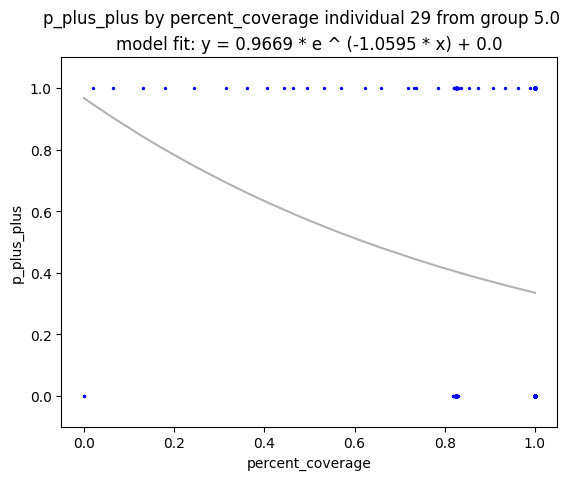 p_plus_plus by percent_coverage individual 29 from group 5.0
model fit: y = 0.9669 * e ^ (-1.0595 * x) + 0.0
1.0
0.8
0.6
0.4
0.2
0.0
p_plus_plus
0.0 0.2 0.4 0.6 0.8 1.0
percent_coverage